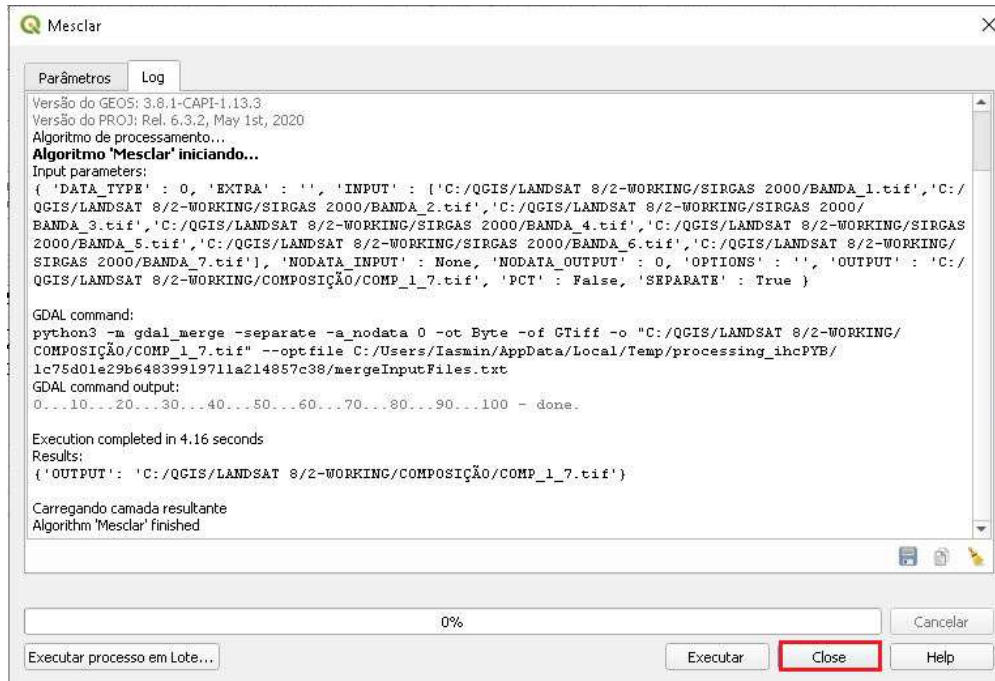 Mesclar
Parâmetros
Log
Versão do GEOS: 3.8.1-CAPI-1.13.3
Versão do PROJ: Rel. 6.3.2, May 1st, 2020
Algoritmo de processamento...
Algoritmo 'Mesclar' iniciando...
Input parameters:
{ 'DATA_TYPE' : 0, 'EXTRA' : '', 'INPUT' : ['C:/QGIS/LANDSAT 8/2-WORKING/SIRGAS 2000/BANDA_1.tif','C:/
QGIS/LANDSAT 8/2-WORKING/SIRGAS 2000/BANDA_2.tif','C:/QGIS/LANDSAT 8/2-WORKING/SIRGAS 2000/
BANDA_3.tif','C:/QGIS/LANDSAT 8/2-WORKING/SIRGAS 2000/BANDA_4.tif','C:/QGIS/LANDSAT 8/2-WORKING/SIRGAS
2000/BANDA_5.tif','C:/QGIS/LANDSAT 8/2-WORKING/SIRGAS 2000/BANDA_6.tif','C:/QGIS/LANDSAT 8/2-WORKING/
SIRGAS 2000/BANDA_7.tif'], 'NODATA_INPUT' : None, 'NODATA_OUTPUT' : 0, 'OPTIONS' : '', 'OUTPUT' : 'C:/
QGIS/LANDSAT 8/2-WORKING/COMPOSIÇÃO/COMP_1_7.tif', 'PCT' : False, 'SEPARATE' : True }
GDAL command:
python3 -m gdal_merge -separate -a_nodata 0 -ot Byte -of GTiff -o "C:/QGIS/LANDSAT 8/2-WORKING/
COMPOSIÇÃO/COMP_1_7.tif" --optfile C:/Users/Iasmin/AppData/Local/Temp/processing_ihcPYB/
1c75d01e29b64839919711a214857c38/mergeInputFiles.txt
GDAL command output:
0...10...20...30...40...50...60...70...80...90...100 - done.
Execution completed in 4.16 seconds
Results:
{'OUTPUT': 'C:/QGIS/LANDSAT 8/2-WORKING/COMPOSIÇÃO/COMP_1_7.tif'}
Carregando camada resultante
Algorithm 'Mesclar' finished
0%
Cancelar
Executar processo em Lote...
Executar
Close
Help